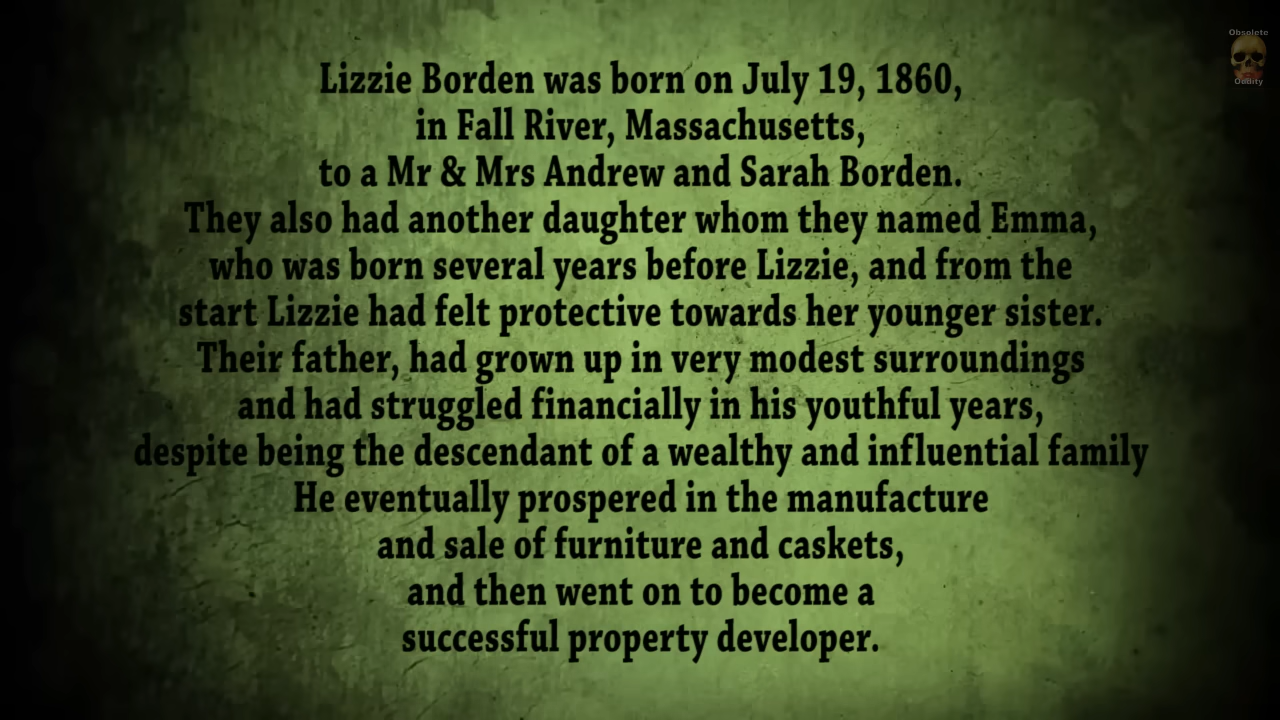 Obsolete
Oddity
Lizzie Borden was born on July 19, 1860,
in Fall River, Massachusetts,
to a Mr & Mrs Andrew and Sarah Borden.
They also had another daughter whom they named Emma,
who was born several years before Lizzie, and from the
start Lizzie had felt protective towards her younger sister.
Their father, had grown up in very modest surroundings
and had struggled financially in his youthful years,
despite being the descendant of a wealthy and influential family
He eventually prospered in the manufacture
and sale of furniture and caskets,
and then went on to become a
successful property developer.